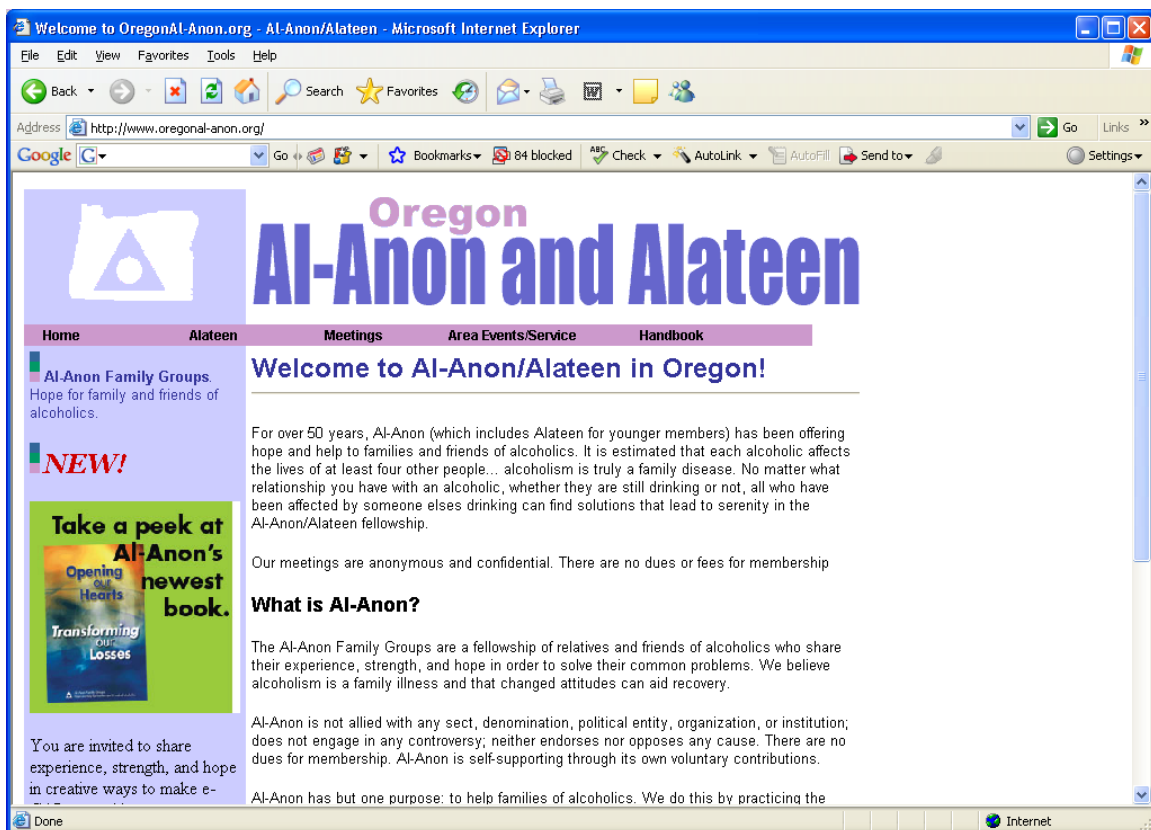 Welcome to OregonAl-Anon.org - Al-Anon/Alateen - Microsoft Internet Explorer
File Edit View Favorites Tools Help
Back Search Favorites
Address http://www.oregonal-anon.org/ Go Links »
Google G Go Bookmarks 84 blocked ABC Check AutoLink AutoFill Send to Settings
Oregon
Al-Anon and Alateen
Home Alateen Meetings Area Events/Service Handbook
Al-Anon Family Groups.
Hope for family and friends of
alcoholics.
NEW!
Take a peek at
Al-Anon's
newest
book.
Opening
our
Hearts
Transforming
our
Losses
You are invited to share
experience, strength, and hope
in creative ways to make e-
Welcome to Al-Anon/Alateen in Oregon!
For over 50 years, Al-Anon (which includes Alateen for younger members) has been offering
hope and help to families and friends of alcoholics. It is estimated that each alcoholic affects
the lives of at least four other people... alcoholism is truly a family disease. No matter what
relationship you have with an alcoholic, whether they are still drinking or not, all who have
been affected by someone elses drinking can find solutions that lead to serenity in the
Al-Anon/Alateen fellowship.
Our meetings are anonymous and confidential. There are no dues or fees for membership
What is Al-Anon?
The Al-Anon Family Groups are a fellowship of relatives and friends of alcoholics who share
their experience, strength, and hope in order to solve their common problems. We believe
alcoholism is a family illness and that changed attitudes can aid recovery.
Al-Anon is not allied with any sect, denomination, political entity, organization, or institution;
does not engage in any controversy; neither endorses nor opposes any cause. There are no
dues for membership. Al-Anon is self-supporting through its own voluntary contributions.
Al-Anon has but one purpose: to help families of alcoholics. We do this by practicing the
Done Internet